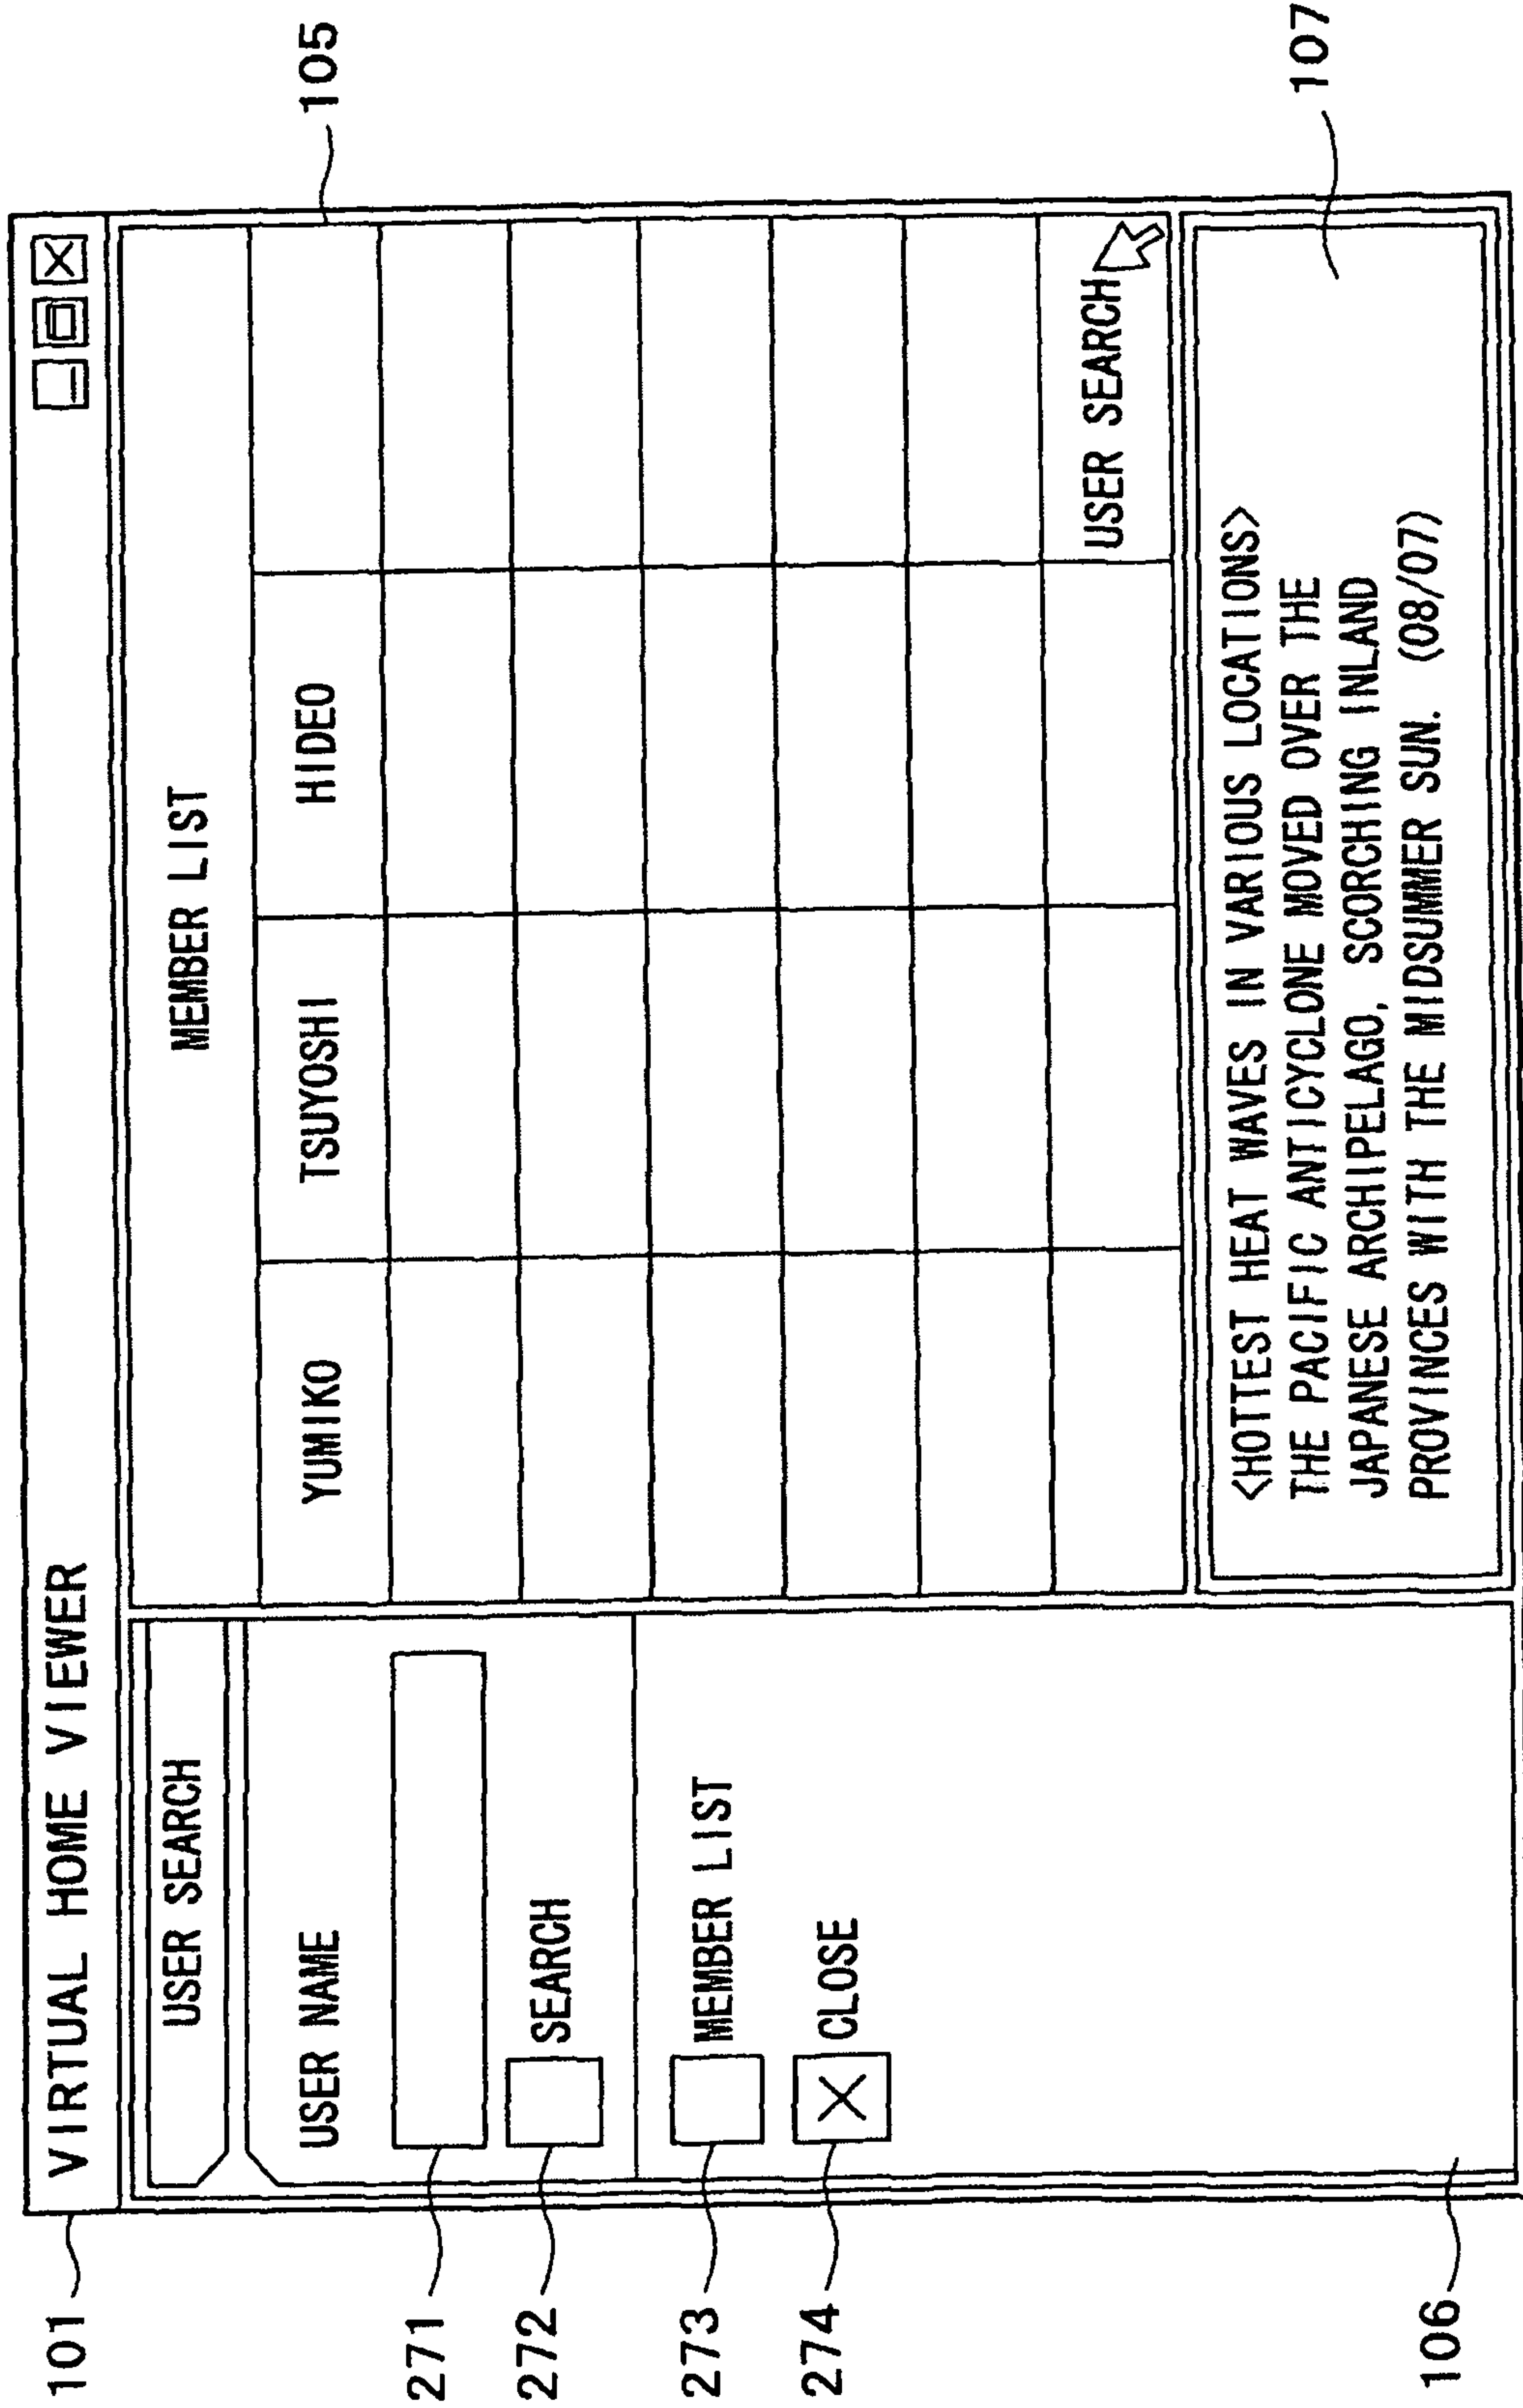 101
VIRTUAL HOME VIEWER
USER SEARCH
USER NAME
271
272
SEARCH
273
MEMBER LIST
274
CLOSE
106
MEMBER LIST
105
YUMIKO TSUYOSHI HIDEO
USER SEARCH
<HOTTEST HEAT WAVES IN VARIOUS LOCATIONS>
THE PACIFIC ANTICYCLONE MOVED OVER THE
JAPANESE ARCHIPELAGO, SCORCHING INLAND
PROVINCES WITH THE MIDSUMMER SUN. (08/07)
107